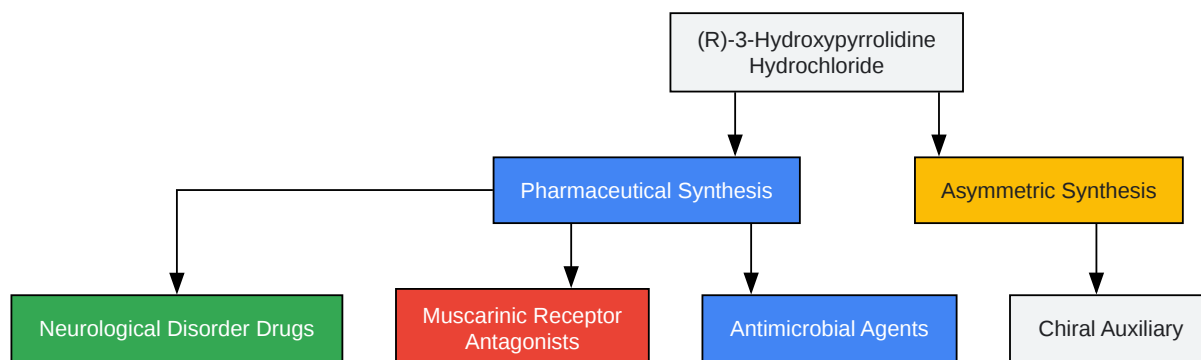 (R)-3-Hydroxypyrrolidine
Hydrochloride
Pharmaceutical Synthesis
Asymmetric Synthesis
Neurological Disorder Drugs
Muscarinic Receptor
Antagonists
Antimicrobial Agents
Chiral Auxiliary